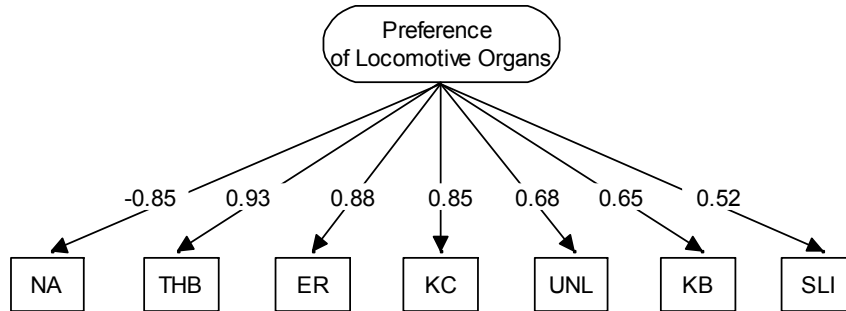 Preference
of Locomotive Organs
-0.85 0.93 0.88 0.85 0.68 0.65 0.52
NA THB ER KC UNL KB SLI